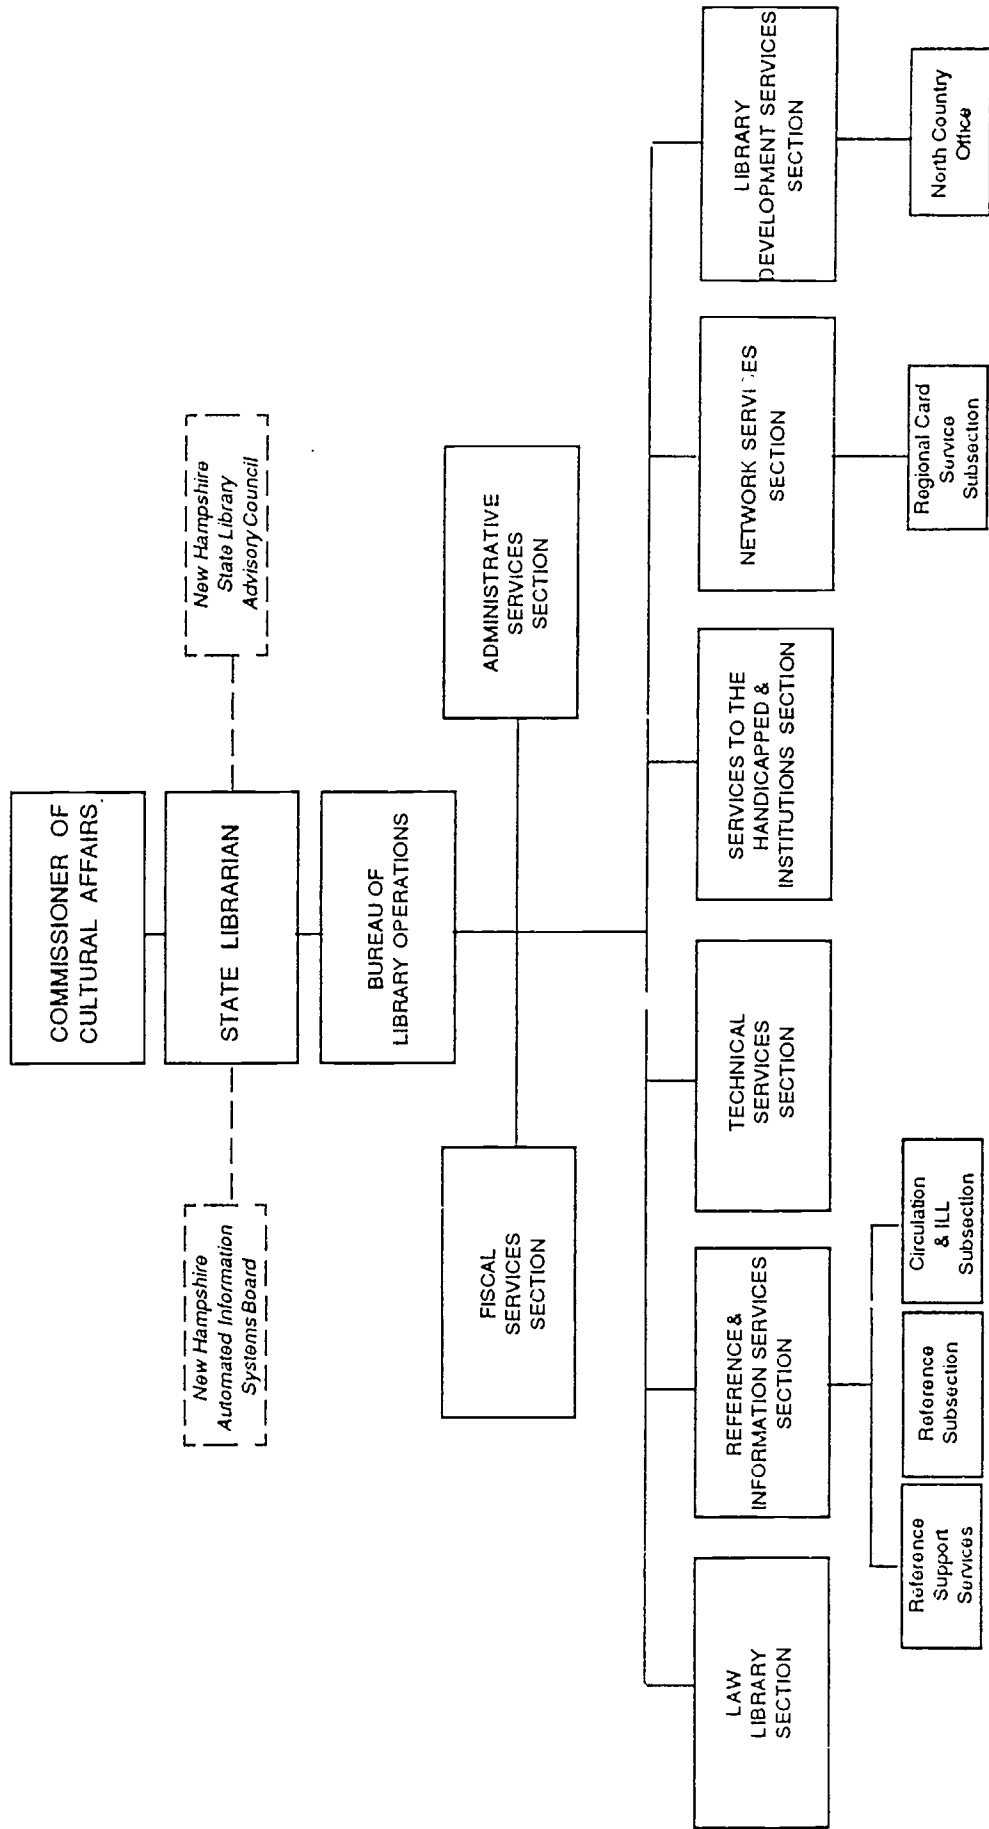 COMMISSIONER OF
CULTURAL AFFAIRS
New Hampshire
Automated Information
Systems Board
STATE LIBRARIAN
New Hampshire
State Library
Advisory Council
BUREAU OF
LIBRARY OPERATIONS
FISCAL
SERVICES
SECTION
ADMINISTRATIVE
SERVICES
SECTION
LAW
LIBRARY
SECTION
REFERENCE &
INFORMATION SERVICES
SECTION
TECHNICAL
SERVICES
SECTION
SERVICES TO THE
HANDICAPPED &
INSTITUTIONS SECTION
NETWORK SERVICES
SECTION
LIBRARY
DEVELOPMENT SERVICES
SECTION
Reference
Support
Services
Reference
Subsection
Circulation
& ILL
Subsection
Regional Card
Service
Subsection
North Country
Office